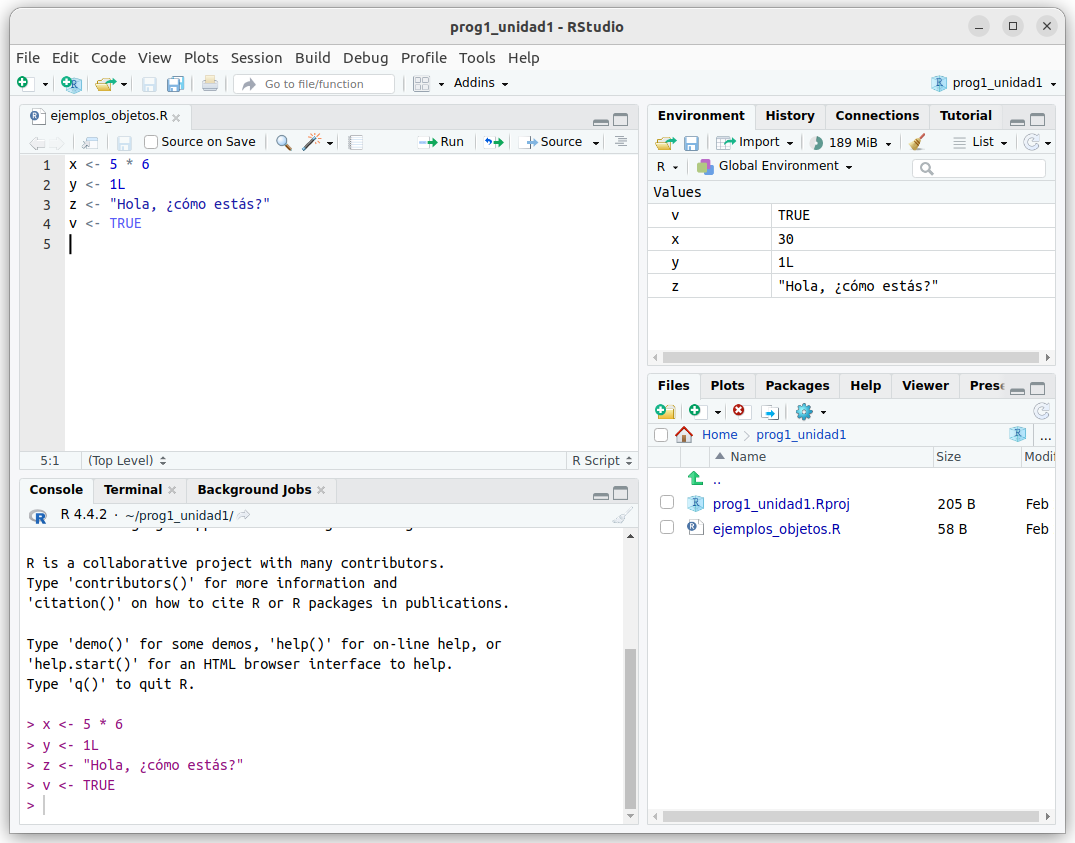 prog1_unidad1 - RStudio
File Edit Code View Plots Session Build Debug Profile Tools Help
Go to file/function Addins prog1_unidad1
ejemplos_objetos.R
Source on Save Run Source
1 x <- 5 * 6
2 y <- 1L
3 z <- "Hola, ¿cómo estás?"
4 v <- TRUE
5
5:1 (Top Level) R Script
Console Terminal Background Jobs
R 4.4.2 · ~/prog1_unidad1/
R is a collaborative project with many contributors.
Type 'contributors()' for more information and
'citation()' on how to cite R or R packages in publications.
Type 'demo()' for some demos, 'help()' for on-line help, or
'help.start()' for an HTML browser interface to help.
Type 'q()' to quit R.
> x <- 5 * 6
> y <- 1L
> z <- "Hola, ¿cómo estás?"
> v <- TRUE
>
Environment History Connections Tutorial
Import 189 MiB List
R Global Environment
Values
v TRUE
x 30
y 1L
z "Hola, ¿cómo estás?"
Files Plots Packages Help Viewer Prese
Home prog1_unidad1 ...
Name Size Modif
..
prog1_unidad1.Rproj 205 B Feb
ejemplos_objetos.R 58 B Feb